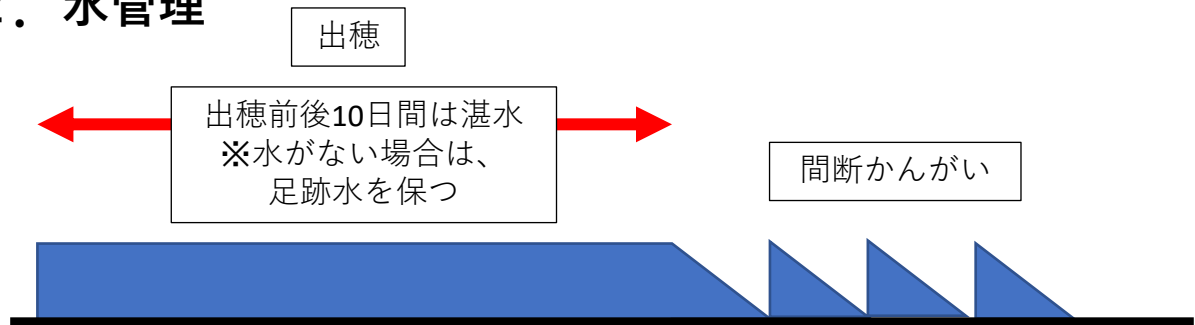 水管理
出穂
出穂前後10日間は湛水
※水がない場合は、
足跡水を保つ
間断かんがい